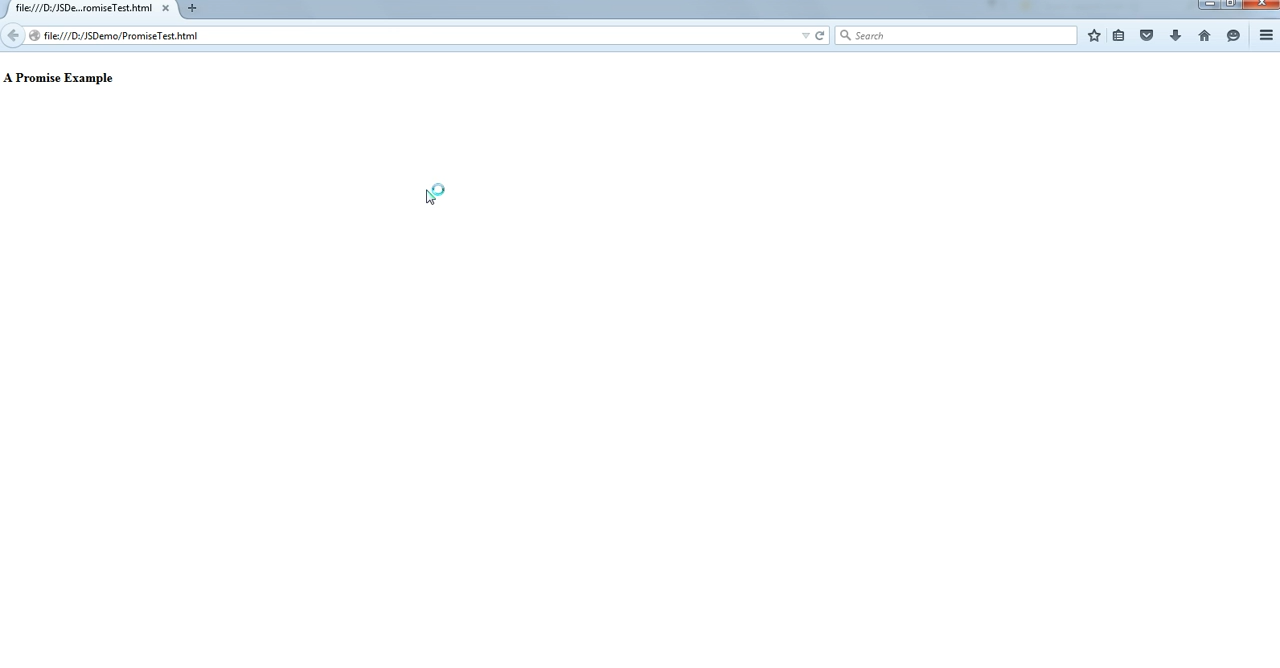 file:///D:/JSDe...romiseTest.html
file:///D:/JSDemo/PromiseTest.html
Search
A Promise Example